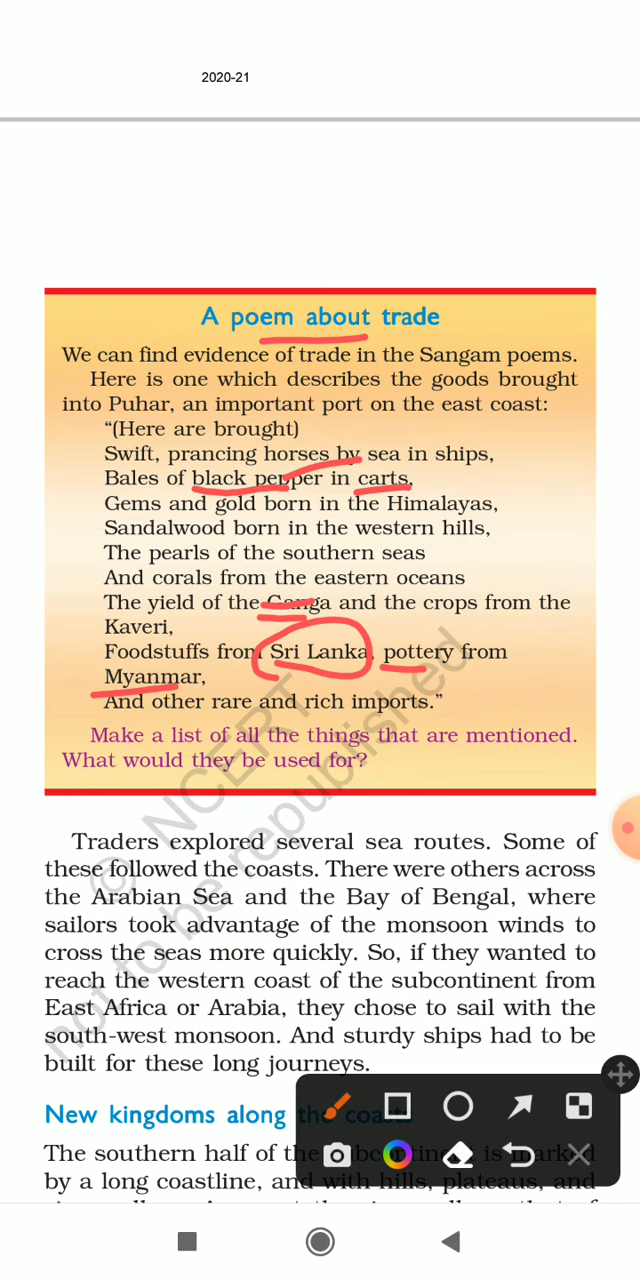 2020-21
A poem about trade
We can find evidence of trade in the Sangam poems.
Here is one which describes the goods brought
into Puhar, an important port on the east coast:
“(Here are brought)
Swift, prancing horses by sea in ships,
Bales of black pepper in carts,
Gems and gold born in the Himalayas,
Sandalwood born in the western hills,
The pearls of the southern seas
And corals from the eastern oceans
The yield of the Ganga and the crops from the
Kaveri,
Foodstuffs from Sri Lanka, pottery from
Myanmar,
And other rare and rich imports.”
Make a list of all the things that are mentioned.
What would they be used for?
© NCERT
not to be republished
Traders explored several sea routes. Some of
these followed the coasts. There were others across
the Arabian Sea and the Bay of Bengal, where
sailors took advantage of the monsoon winds to
cross the seas more quickly. So, if they wanted to
reach the western coast of the subcontinent from
East Africa or Arabia, they chose to sail with the
south-west monsoon. And sturdy ships had to be
built for these long journeys.
New kingdoms along the coasts
The southern half of the subcontinent is marked
by a long coastline, and with hills, plateaus, and